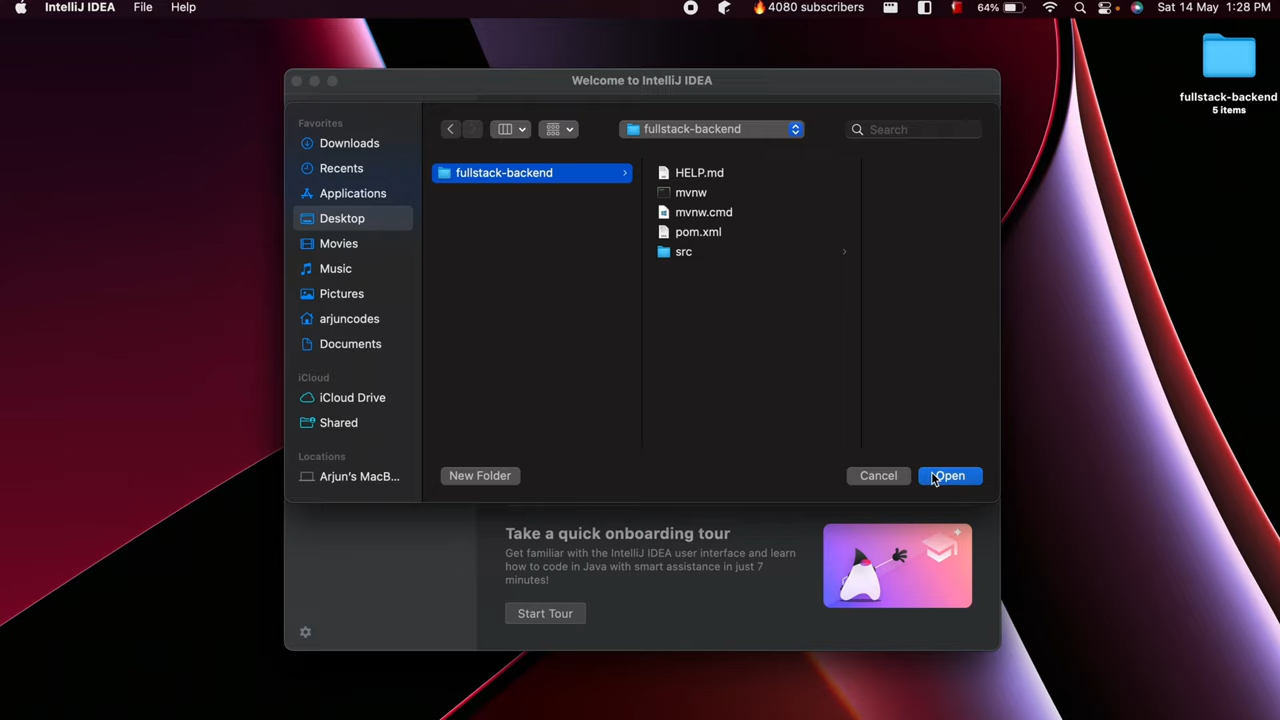 IntelliJ IDEA File Help 🔥4080 subscribers 64% Sat 14 May 1:28 PM
fullstack-backend
5 items
Welcome to IntelliJ IDEA
Favorites
Downloads
Recents
Applications
Desktop
Movies
Music
Pictures
arjuncodes
Documents
iCloud
iCloud Drive
Shared
Locations
Arjun's MacB...
fullstack-backend
Search
fullstack-backend
HELP.md
mvnw
mvnw.cmd
pom.xml
src
New Folder
Cancel
Open
Take a quick onboarding tour
Get familiar with the IntelliJ IDEA user interface and learn
how to code in Java with smart assistance in just 7
minutes!
Start Tour